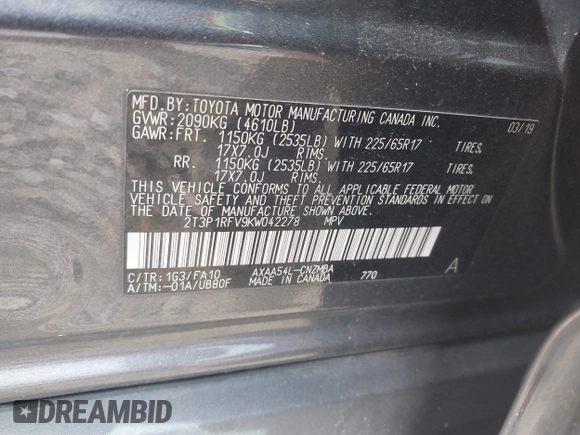 MFD.BY:TOYOTA MOTOR MANUFACTURING CANADA INC.
GVWR:2090KG (4610LB) 03/19
GAWR:FRT. 1150KG (2535LB) WITH 225/65R17 TIRES,
17X7.0J RIMS.
RR. 1150KG (2535LB) WITH 225/65R17 TIRES,
17X7.0J RIMS.
THIS VEHICLE CONFORMS TO ALL APPLICABLE FEDERAL MOTOR
VEHICLE SAFETY AND THEFT PREVENTION STANDARDS IN EFFECT
ON THE DATE OF MANUFACTURE SHOWN ABOVE.
2T3P1RFV9KW042278 MPV
C/TR:1G3/FA10 AXAA54L-CNZMBA 770 A
A/TM:-01A/UB80F MADE IN CANADA
DREAMBID